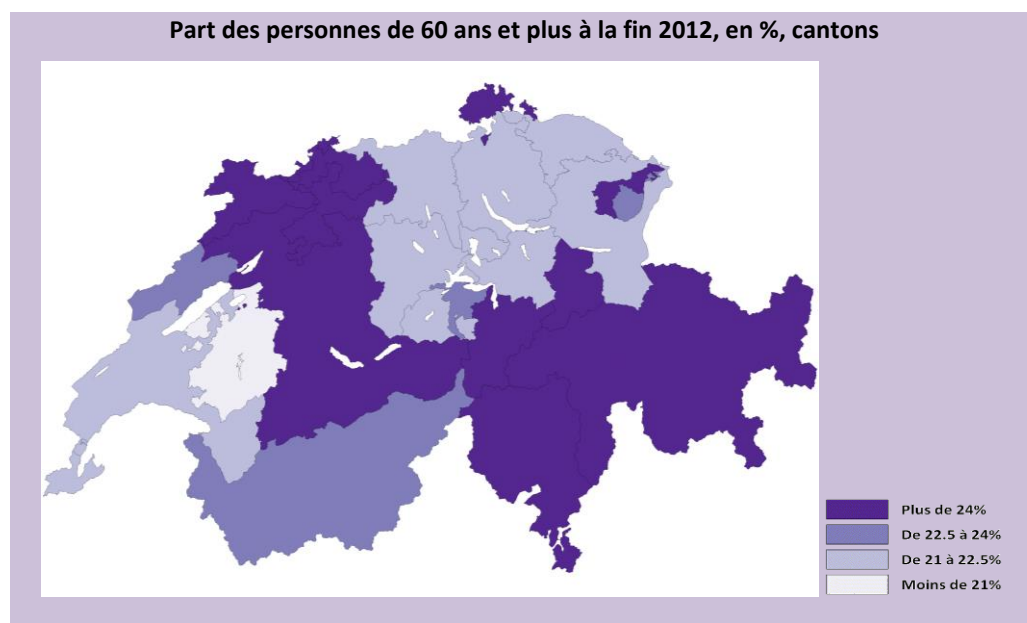 Part des personnes de 60 ans et plus à la fin 2012, en %, cantons
Plus de 24%
De 22.5 à 24%
De 21 à 22.5%
Moins de 21%